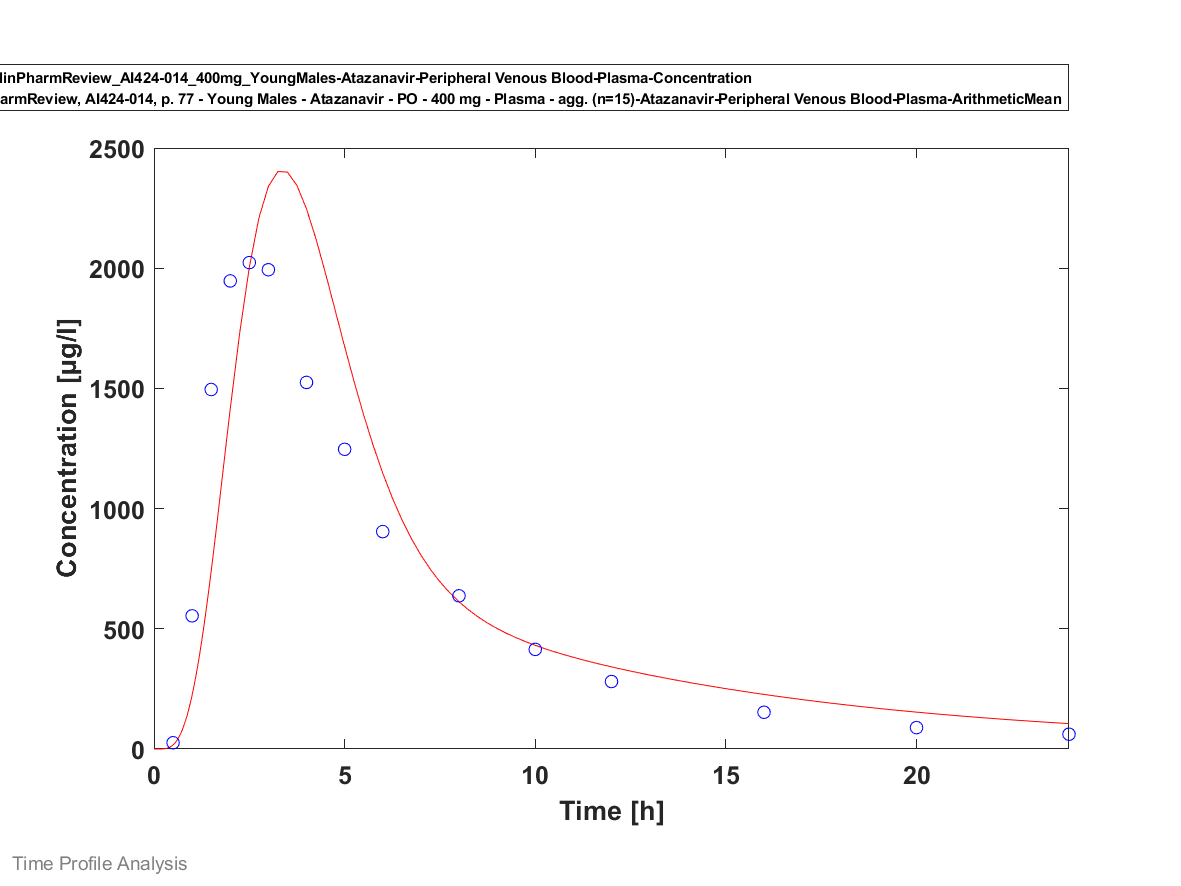 linPharmReview_AI424-014_400mg_YoungMales-Atazanavir-Peripheral Venous Blood-Plasma-Concentration
armReview, AI424-014, p. 77 - Young Males - Atazanavir - PO - 400 mg - Plasma - agg. (n=15)-Atazanavir-Peripheral Venous Blood-Plasma-ArithmeticMean
2500
2000
1500
1000
500
0
Concentration [µg/l]
0 5 10 15 20
Time [h]
Time Profile Analysis